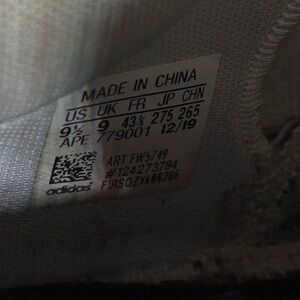 MADE IN CHINA
US UK FR JP CHN
9½ 9 43⅓ 275 265
APE 779001 12/19
ART FW5749
#124273784
adidas